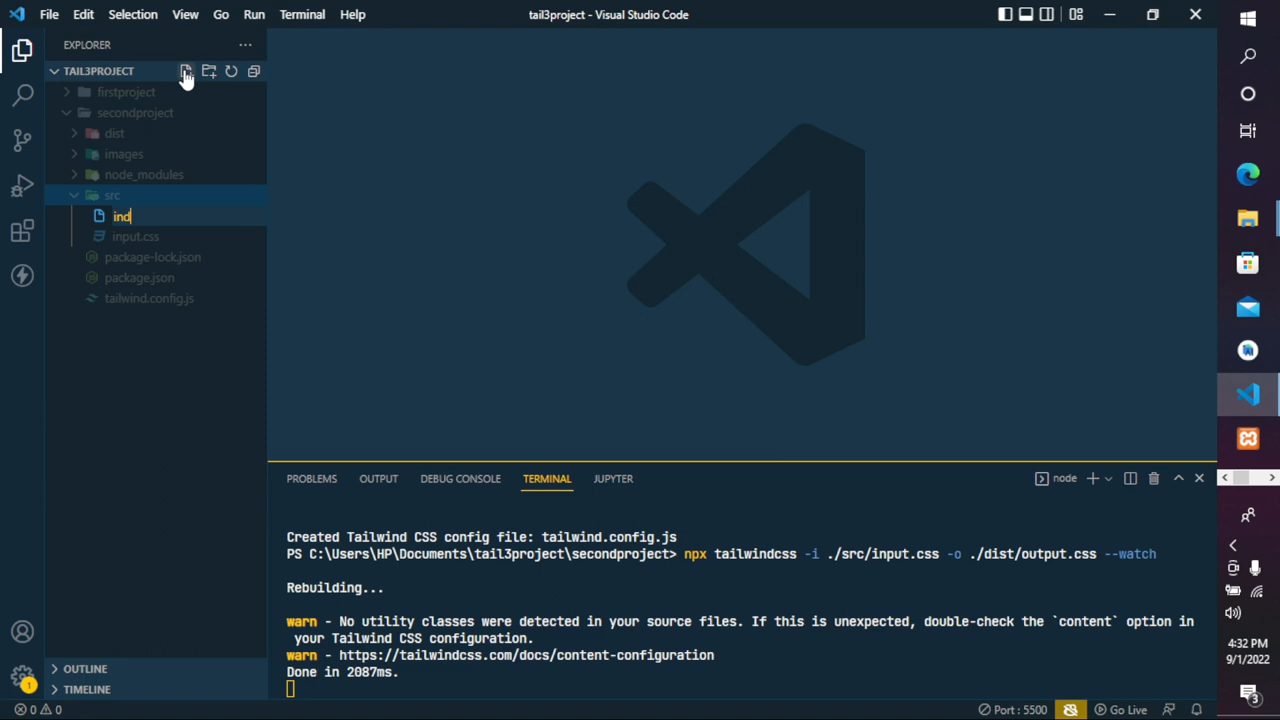 File Edit Selection View Go Run Terminal Help
tail3project - Visual Studio Code
EXPLORER
TAIL3PROJECT
firstproject
secondproject
dist
images
node_modules
src
ind
input.css
package-lock.json
package.json
tailwind.config.js
OUTLINE
TIMELINE
PROBLEMS OUTPUT DEBUG CONSOLE TERMINAL JUPYTER
node
Created Tailwind CSS config file: tailwind.config.js
PS C:\Users\HP\Documents\tail3project\secondproject> npx tailwindcss -i ./src/input.css -o ./dist/output.css --watch
Rebuilding...
warn - No utility classes were detected in your source files. If this is unexpected, double-check the `content` option in
your Tailwind CSS configuration.
warn - https://tailwindcss.com/docs/content-configuration
Done in 2087ms.
1
0 0
Port : 5500
Go Live
4:32 PM
9/1/2022
3